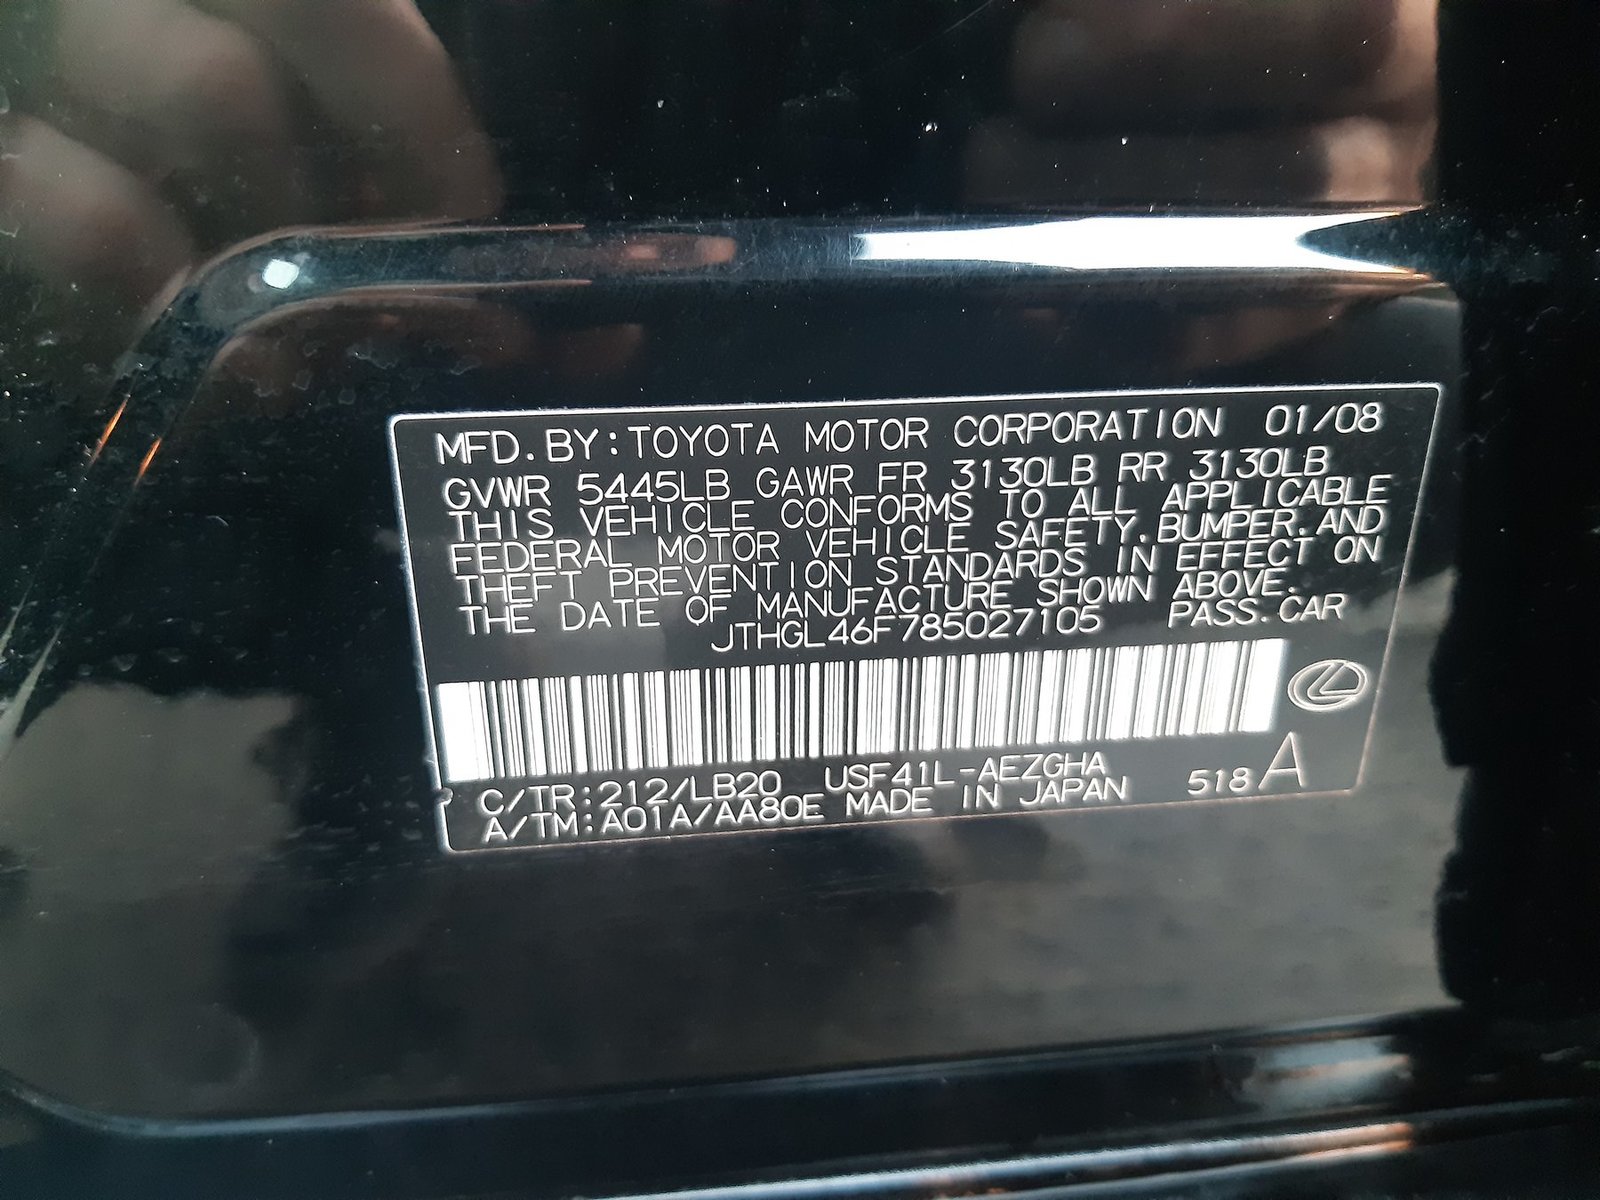 MFD. BY: TOYOTA MOTOR CORPORATION 01/08
GVWR 5445LB GAWR FR 3130LB RR 3130LB
THIS VEHICLE CONFORMS TO ALL APPLICABLE
FEDERAL MOTOR VEHICLE SAFETY. BUMPER. AND
THEFT PREVENTION STANDARDS IN EFFECT ON
THE DATE OF MANUFACTURE SHOWN ABOVE.
JTHGL46F785027105 PASS. CAR
C/TR: 212/LB20 USF41L-AEZGHA
A/TM: A01A/AA80E MADE IN JAPAN 518 A